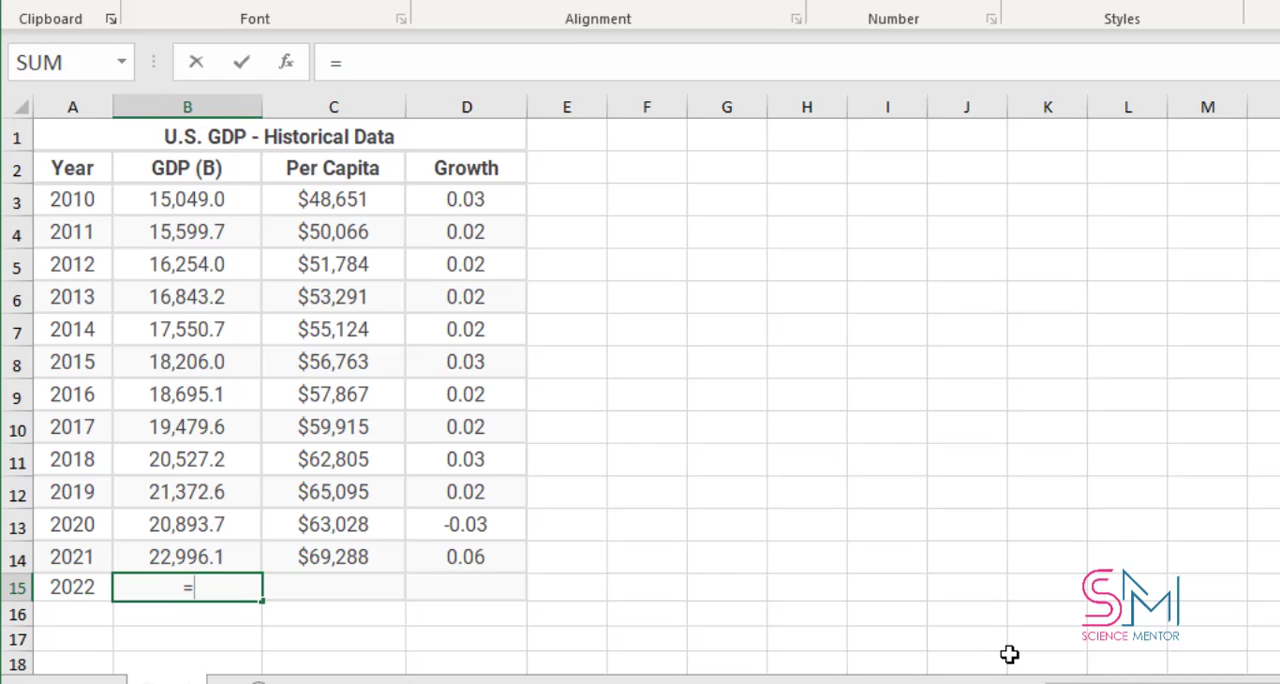 Clipboard Font Alignment Number Styles
SUM fx =
A B C D E F G H I J K L M
1 U.S. GDP - Historical Data
2 Year GDP (B) Per Capita Growth
3 2010 15,049.0 $48,651 0.03
4 2011 15,599.7 $50,066 0.02
5 2012 16,254.0 $51,784 0.02
6 2013 16,843.2 $53,291 0.02
7 2014 17,550.7 $55,124 0.02
8 2015 18,206.0 $56,763 0.03
9 2016 18,695.1 $57,867 0.02
10 2017 19,479.6 $59,915 0.02
11 2018 20,527.2 $62,805 0.03
12 2019 21,372.6 $65,095 0.02
13 2020 20,893.7 $63,028 -0.03
14 2021 22,996.1 $69,288 0.06
15 2022 =
16
17
18
SM
SCIENCE MENTOR